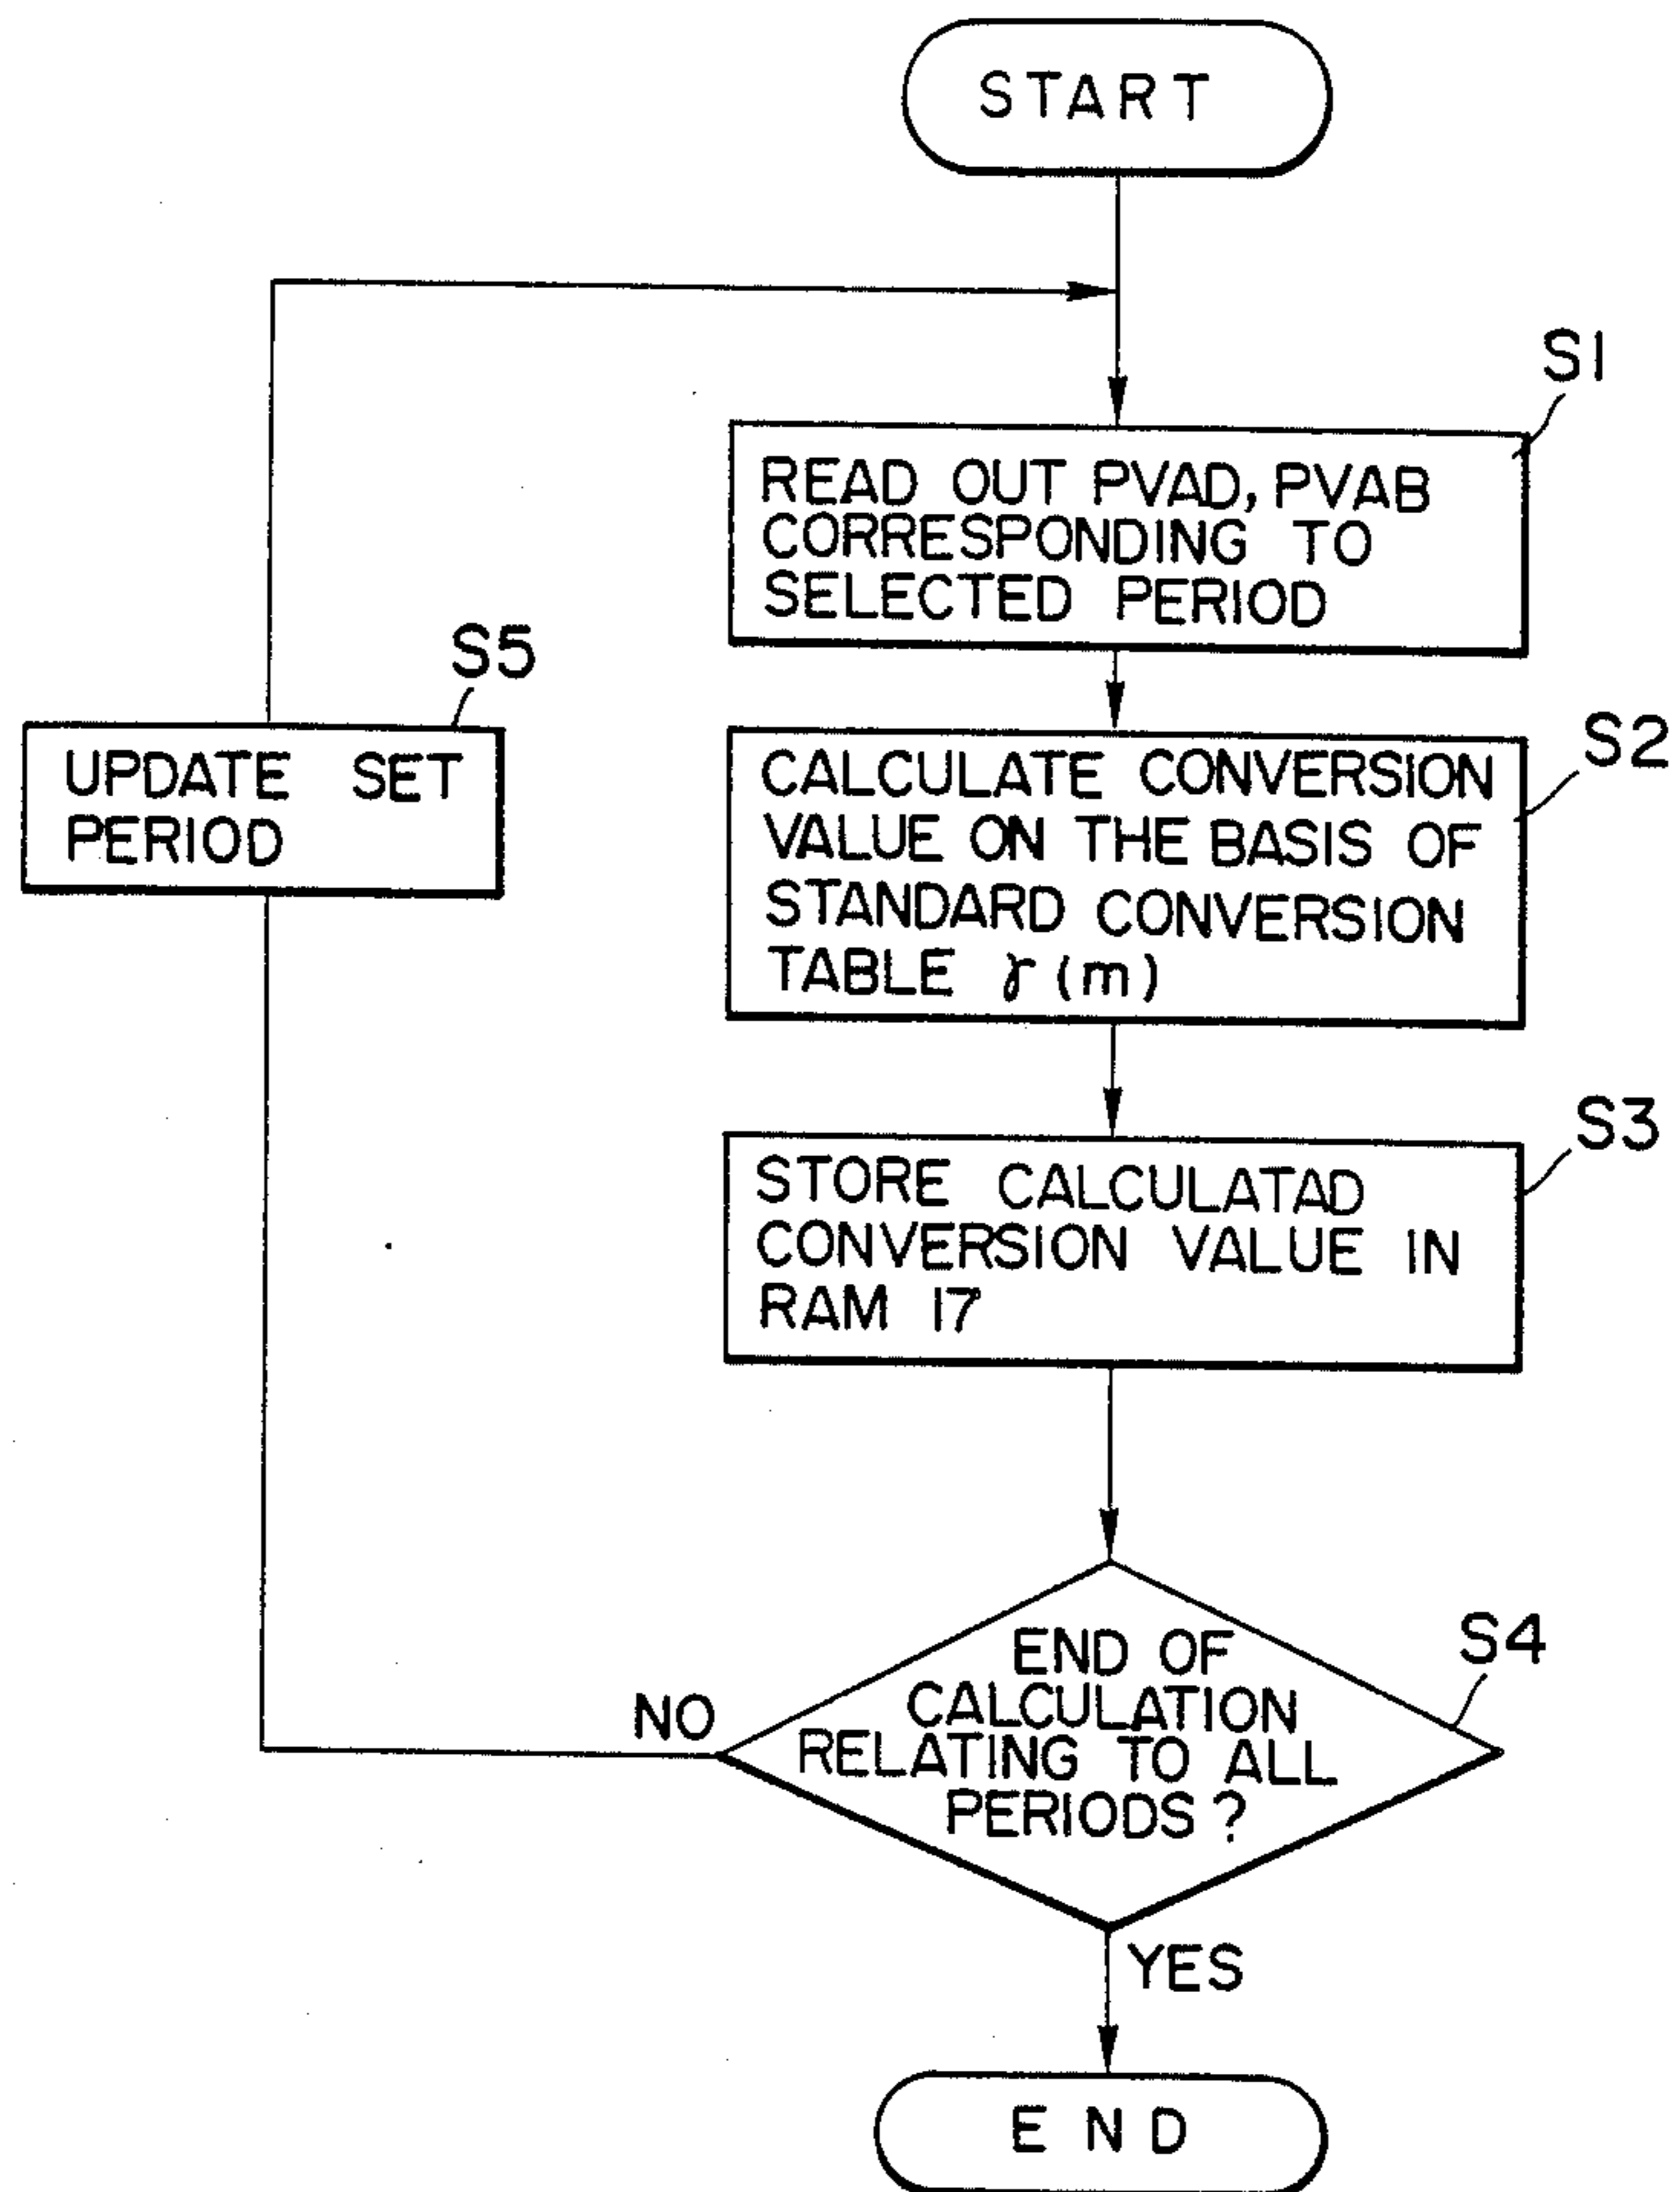 START
S1
READ OUT PVAD, PVAB
CORRESPONDING TO
SELECTED PERIOD
S5
UPDATE SET
PERIOD
S2
CALCULATE CONVERSION
VALUE ON THE BASIS OF
STANDARD CONVERSION
TABLE γ(m)
S3
STORE CALCULATAD
CONVERSION VALUE IN
RAM 17
S4
END OF
CALCULATION
RELATING TO ALL
PERIODS?
NO
YES
END